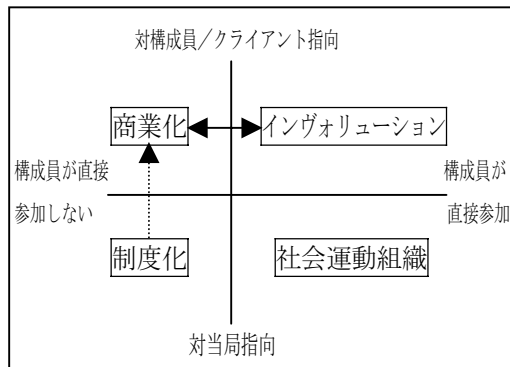 対構成員／クライアント指向
商業化
インヴォリューション
構成員が直接
参加しない
構成員が
直接参加
制度化
社会運動組織
対当局指向